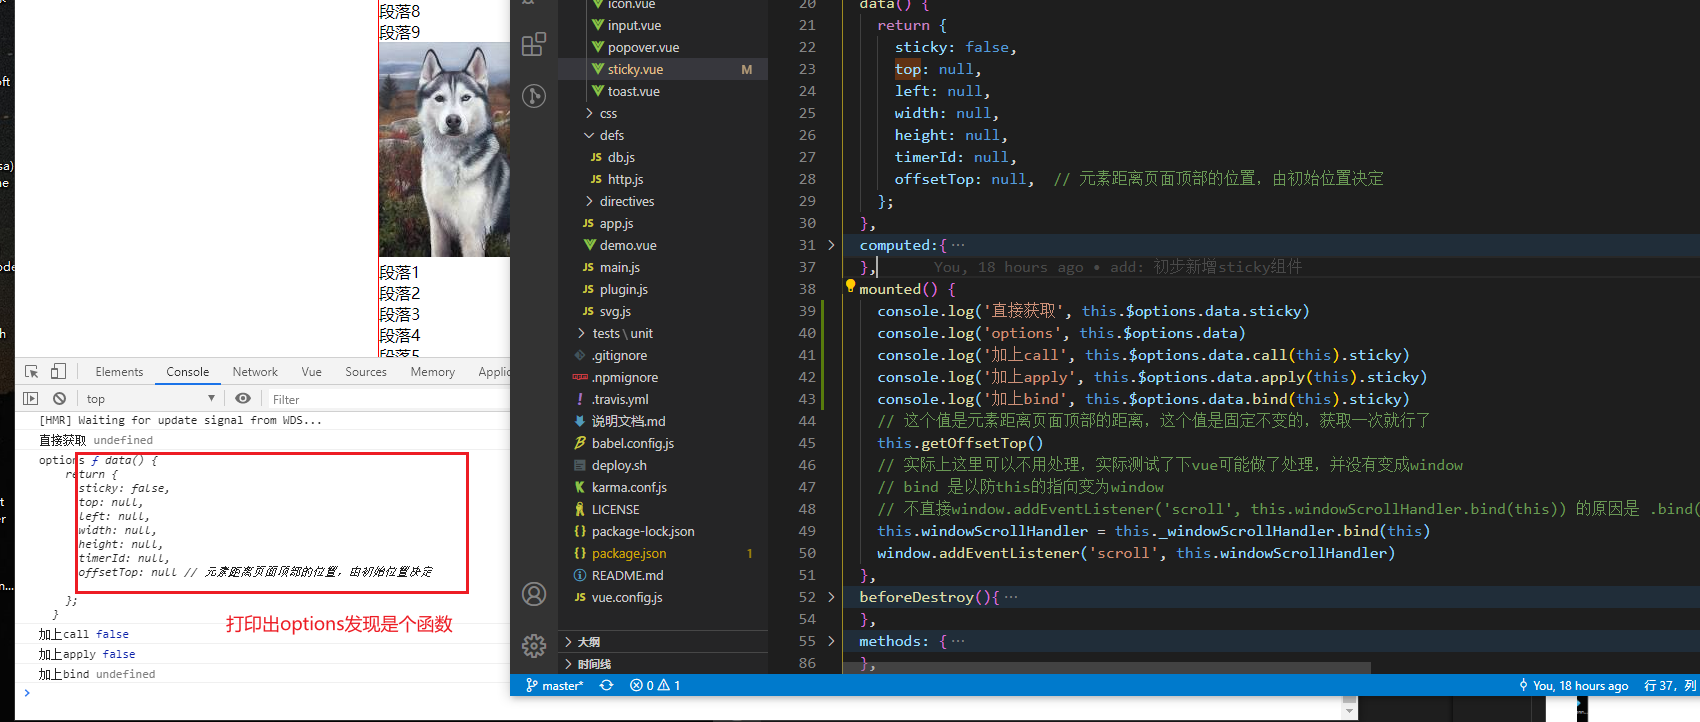 段落8
段落9
段落1
段落2
段落3
段落4
段落5
Elements
Console
Network
Vue
Sources
Memory
Applic
top
Filter
[HMR] Waiting for update signal from WDS...
直接获取 undefined
options ƒ data() {
return {
sticky: false,
top: null,
left: null,
width: null,
height: null,
timerId: null,
offsetTop: null // 元素距离页面顶部的位置，由初始位置决定
};
}
打印出options发现是个函数
加上call false
加上apply false
加上bind undefined
icon.vue
input.vue
popover.vue
sticky.vue M
toast.vue
css
defs
db.js
http.js
directives
app.js
demo.vue
main.js
plugin.js
svg.js
tests \ unit
.gitignore
.npmignore
.travis.yml
说明文档.md
babel.config.js
deploy.sh
karma.conf.js
LICENSE
package-lock.json
package.json 1
README.md
vue.config.js
大纲
时间线
20 data() {
21 return {
22 sticky: false,
23 top: null,
24 left: null,
25 width: null,
26 height: null,
27 timerId: null,
28 offsetTop: null, // 元素距离页面顶部的位置，由初始位置决定
29 };
30 },
31 computed:{ ...
37 }, You, 18 hours ago • add: 初步新增sticky组件
38 mounted() {
39 console.log('直接获取', this.$options.data.sticky)
40 console.log('options', this.$options.data)
41 console.log('加上call', this.$options.data.call(this).sticky)
42 console.log('加上apply', this.$options.data.apply(this).sticky)
43 console.log('加上bind', this.$options.data.bind(this).sticky)
44 // 这个值是元素距离页面顶部的距离，这个值是固定不变的，获取一次就行了
45 this.getOffsetTop()
46 // 实际上这里可以不用处理，实际测试了下vue可能做了处理，并没有变成window
47 // bind 是以防this的指向变为window
48 // 不直接window.addEventListener('scroll', this.windowScrollHandler.bind(this)) 的原因是 .bind(
49 this.windowScrollHandler = this._windowScrollHandler.bind(this)
50 window.addEventListener('scroll', this.windowScrollHandler)
51 },
52 beforeDestroy(){ ...
54 },
55 methods: { ...
86 },
master* 0 1
You, 18 hours ago 行 37，列